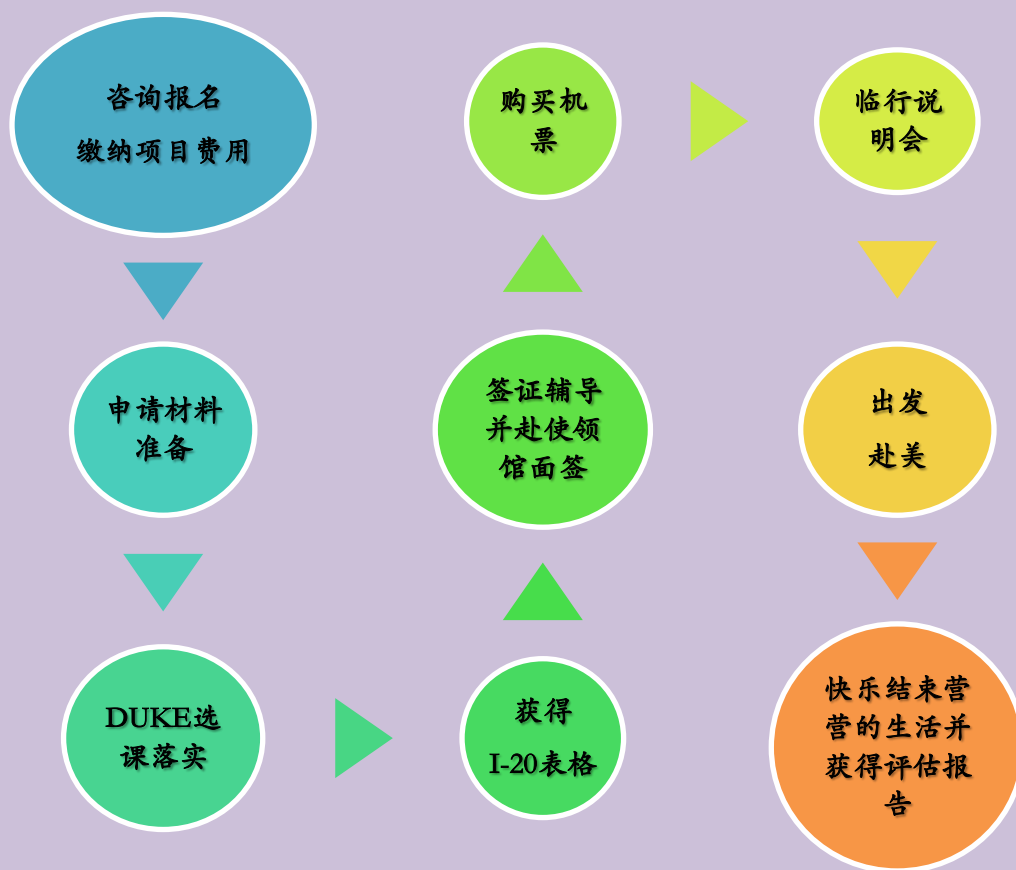 咨询报名
缴纳项目费用
申请材料
准备
DUKE选
课落实
获得
I-20表格
签证辅导
并赴使领
馆面签
购买机
票
临行说
明会
出发
赴美
快乐结束营
营的生活并
获得评估报
告